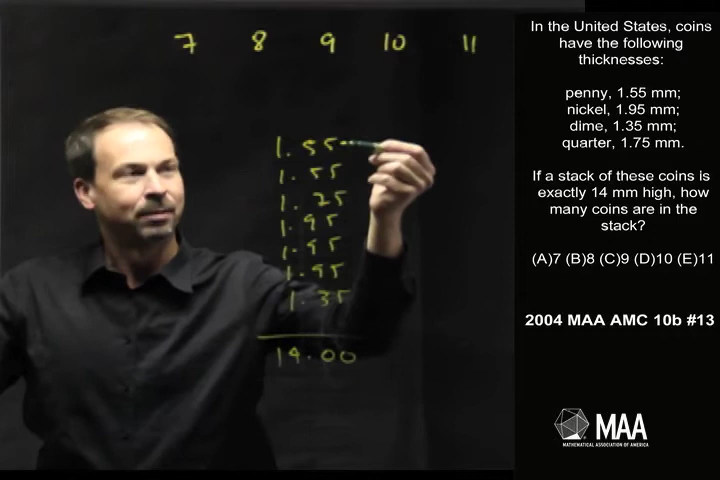 7 8 9 10 11
1.55
1.55
1.25
1.95
1.95
1.95
1.35
14.00
In the United States, coins
have the following
thicknesses:
penny, 1.55 mm;
nickel, 1.95 mm;
dime, 1.35 mm;
quarter, 1.75 mm.
If a stack of these coins is
exactly 14 mm high, how
many coins are in the
stack?
(A)7 (B)8 (C)9 (D)10 (E)11
2004 MAA AMC 10b #13
MAA
MATHEMATICAL ASSOCIATION OF AMERICA